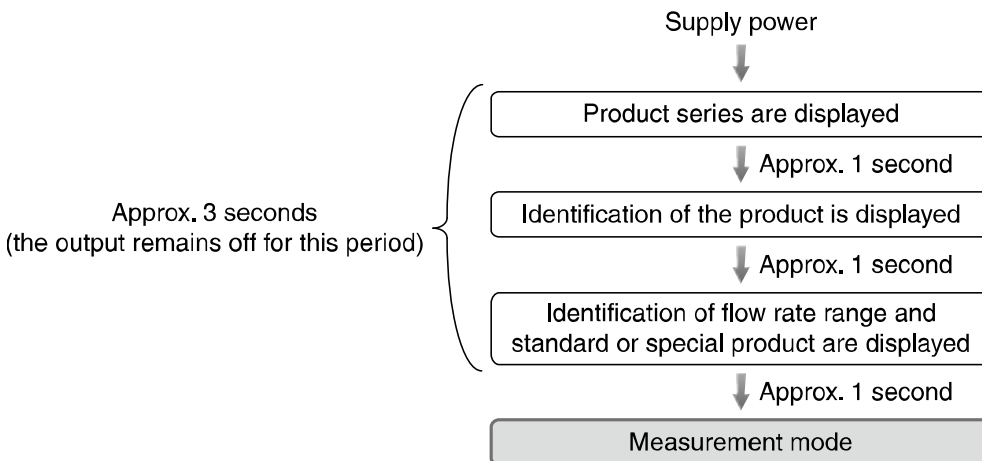 Supply power
Product series are displayed
Approx. 1 second
Approx. 3 seconds
(the output remains off for this period)
Identification of the product is displayed
Approx. 1 second
Identification of flow rate range and
standard or special product are displayed
Approx. 1 second
Measurement mode